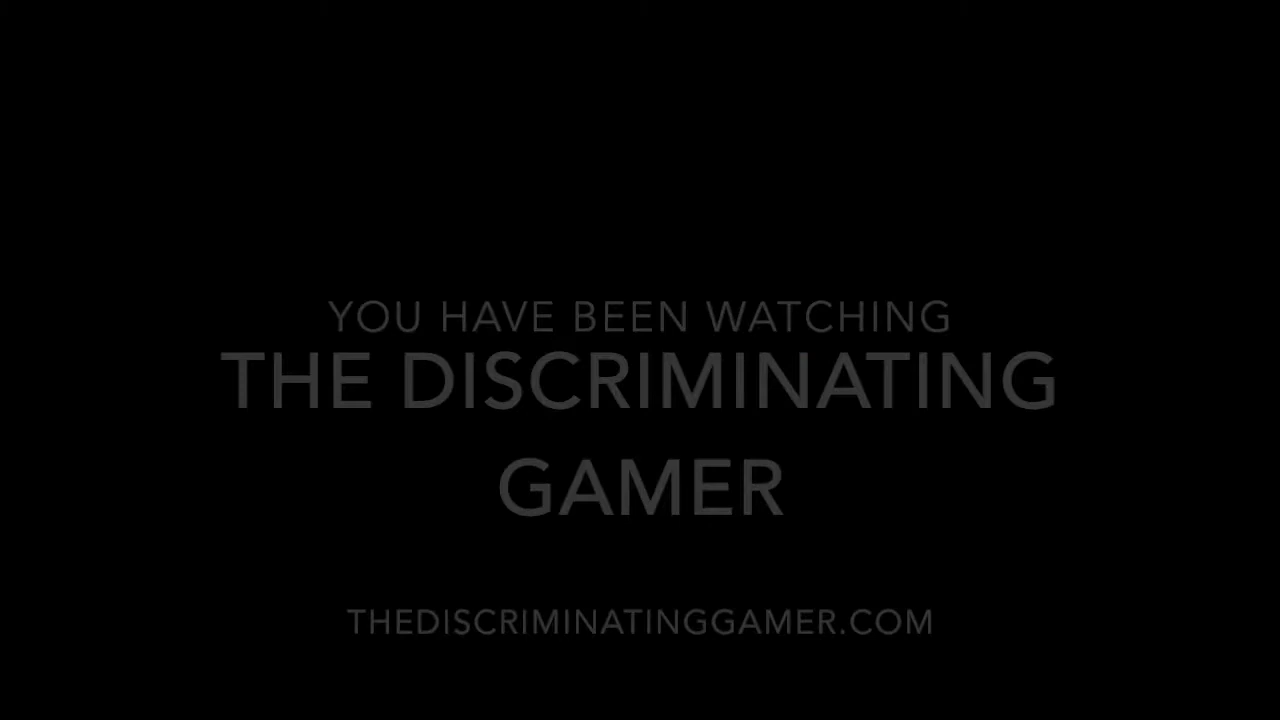 YOU HAVE BEEN WATCHING
THE DISCRIMINATING
GAMER
THEDISCRIMINATINGGAMER.COM